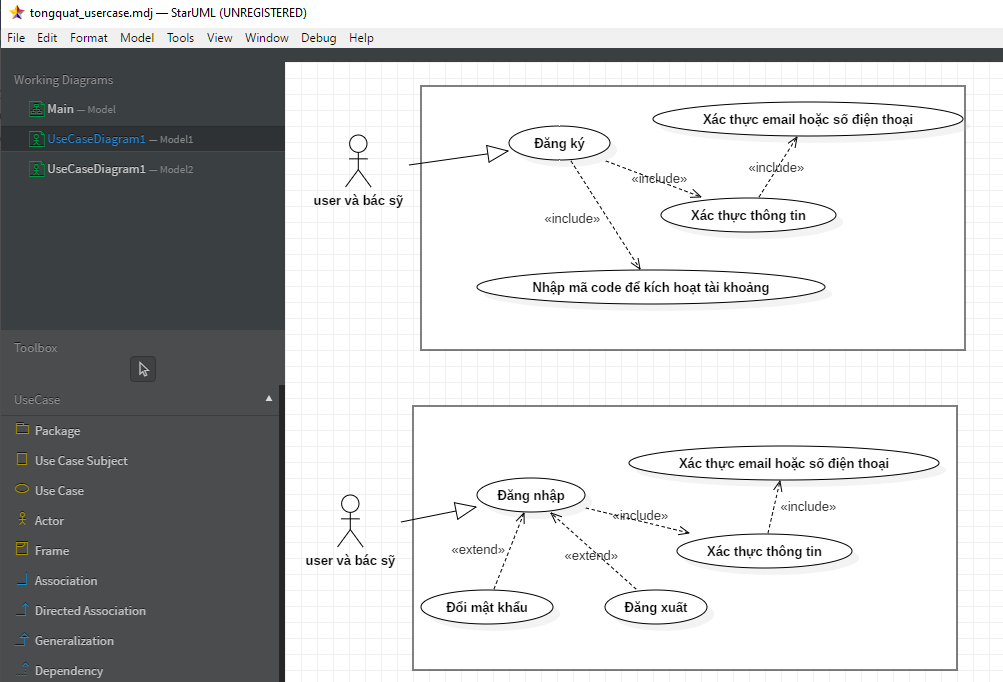 tongquat_usercase.mdj — StarUML (UNREGISTERED)
File Edit Format Model Tools View Window Debug Help
Working Diagrams
Main — Model
UseCaseDiagram1 — Model1
UseCaseDiagram1 — Model2
Toolbox
UseCase
Package
Use Case Subject
Use Case
Actor
Frame
Association
Directed Association
Generalization
Dependency
user và bác sỹ
Đăng ký
Xác thực email hoặc số điện thoại
«include»
«include»
Xác thực thông tin
«include»
Nhập mã code để kích hoạt tài khoảng
user và bác sỹ
Đăng nhập
Xác thực email hoặc số điện thoại
«include»
«include»
Xác thực thông tin
«extend»
«extend»
Đổi mật khẩu
Đăng xuất